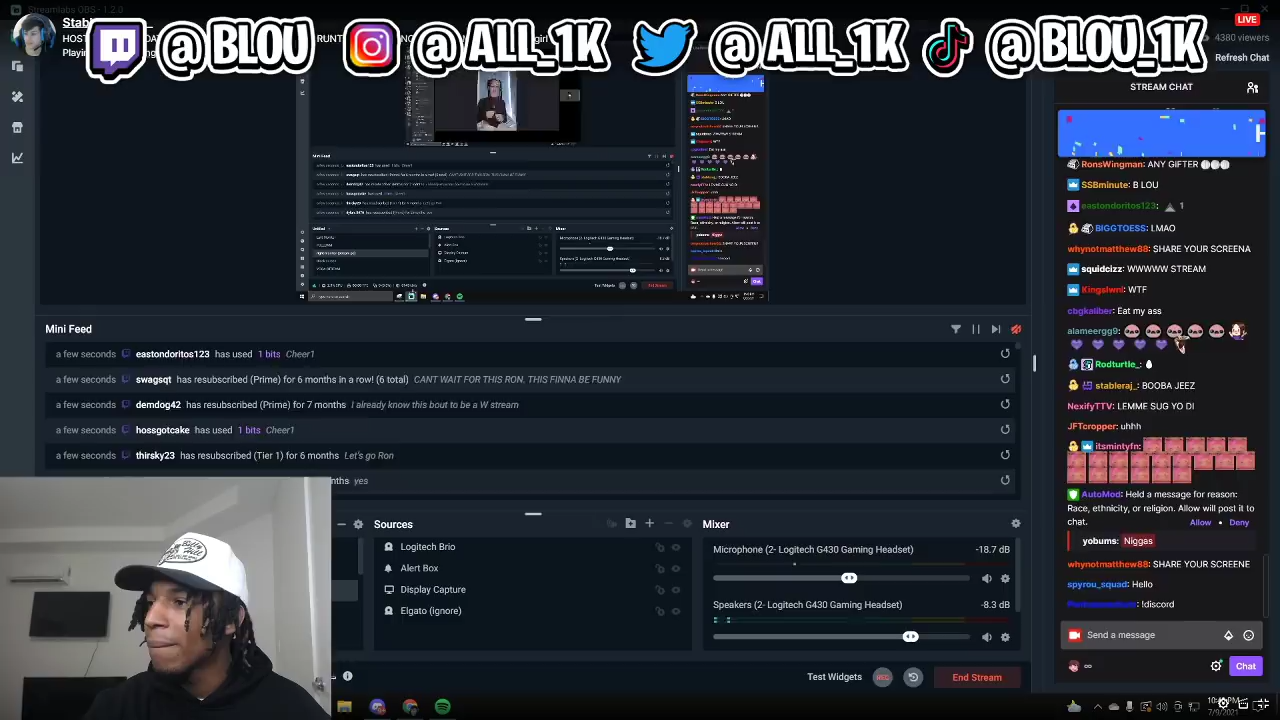 Streamlabs OBS - 1.2.0
LIVE
@BLOU @ALL_1K @ALL_1K @BLOU_1K
4380 viewers
Refresh Chat
STREAM CHAT
RonsWingman: ANY GIFTER
SSBminute: B LOU
eastondoritos123: 1
BIGGTOESS: LMAO
whynotmatthew88: SHARE YOUR SCREENA
squidcizz: WWWWW STREAM
Kingslwnl: WTF
cbgkaliber: Eat my ass
alameergg9:
Rodturtle_:
stableraj_: BOOBA JEEZ
NexifyTTV: LEMME SUG YO DI
JFTcropper: uhhh
itsmintyfn:
AutoMod: Held a message for reason:
Race, ethnicity, or religion. Allow will post it to
chat.
Allow • Deny
yobums: Niggas
whynotmatthew88: SHARE YOUR SCREENE
spyrou_squad: Hello
: !discord
Send a message
Chat
Mini Feed
a few seconds eastondoritos123 has used 1 bits Cheer1
a few seconds swagsqt has resubscribed (Prime) for 6 months in a row! (6 total) CANT WAIT FOR THIS RON. THIS FINNA BE FUNNY
a few seconds demdog42 has resubscribed (Prime) for 7 months I already know this bout to be a W stream
a few seconds hossgotcake has used 1 bits Cheer1
a few seconds thirsky23 has resubscribed (Tier 1) for 6 months Let's go Ron
nths yes
Sources
Logitech Brio
Alert Box
Display Capture
Elgato (ignore)
Mixer
Microphone (2- Logitech G430 Gaming Headset) -18.7 dB
Speakers (2- Logitech G430 Gaming Headset) -8.3 dB
Test Widgets
REC
End Stream